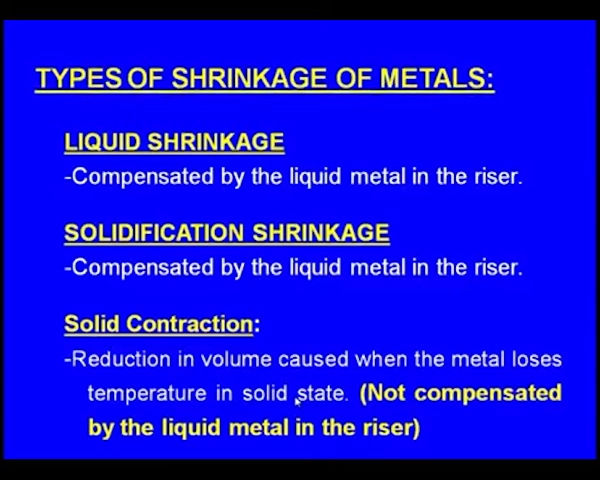 TYPES OF SHRINKAGE OF METALS:
LIQUID SHRINKAGE
-Compensated by the liquid metal in the riser.
SOLIDIFICATION SHRINKAGE
-Compensated by the liquid metal in the riser.
Solid Contraction:
-Reduction in volume caused when the metal loses
temperature in solid state. (Not compensated
by the liquid metal in the riser)